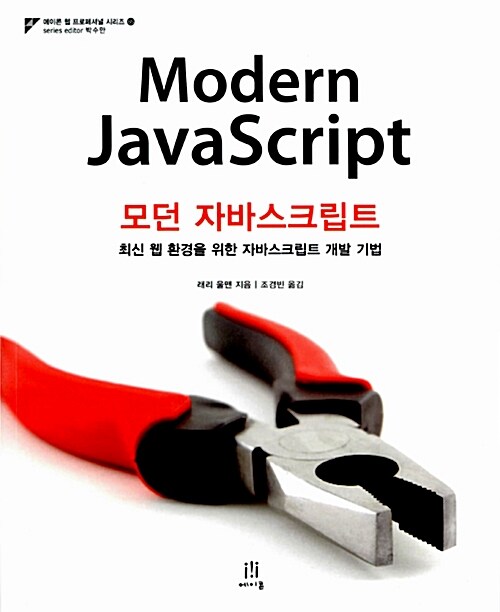 에이콘 웹 프로페셔널 시리즈
series editor 박수만
Modern
JavaScript
모던 자바스크립트
최신 웹 환경을 위한 자바스크립트 개발 기법
래리 울먼 지음 | 조경빈 옮김
에이콘